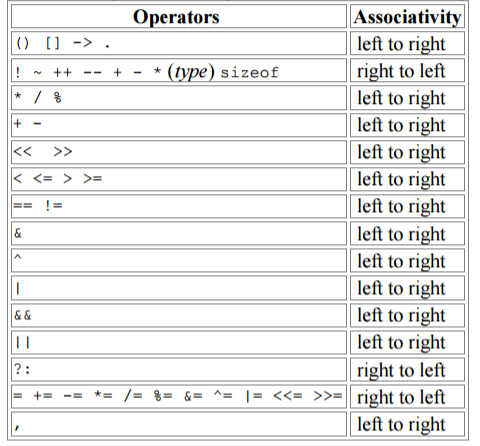 Operators Associativity
() [] -> . left to right
! ~ ++ -- + - * (type) sizeof right to left
* / % left to right
+ - left to right
<< >> left to right
< <= > >= left to right
== != left to right
& left to right
^ left to right
| left to right
&& left to right
|| left to right
?: right to left
= += -= *= /= %= &= ^= |= <<= >>= right to left
, left to right